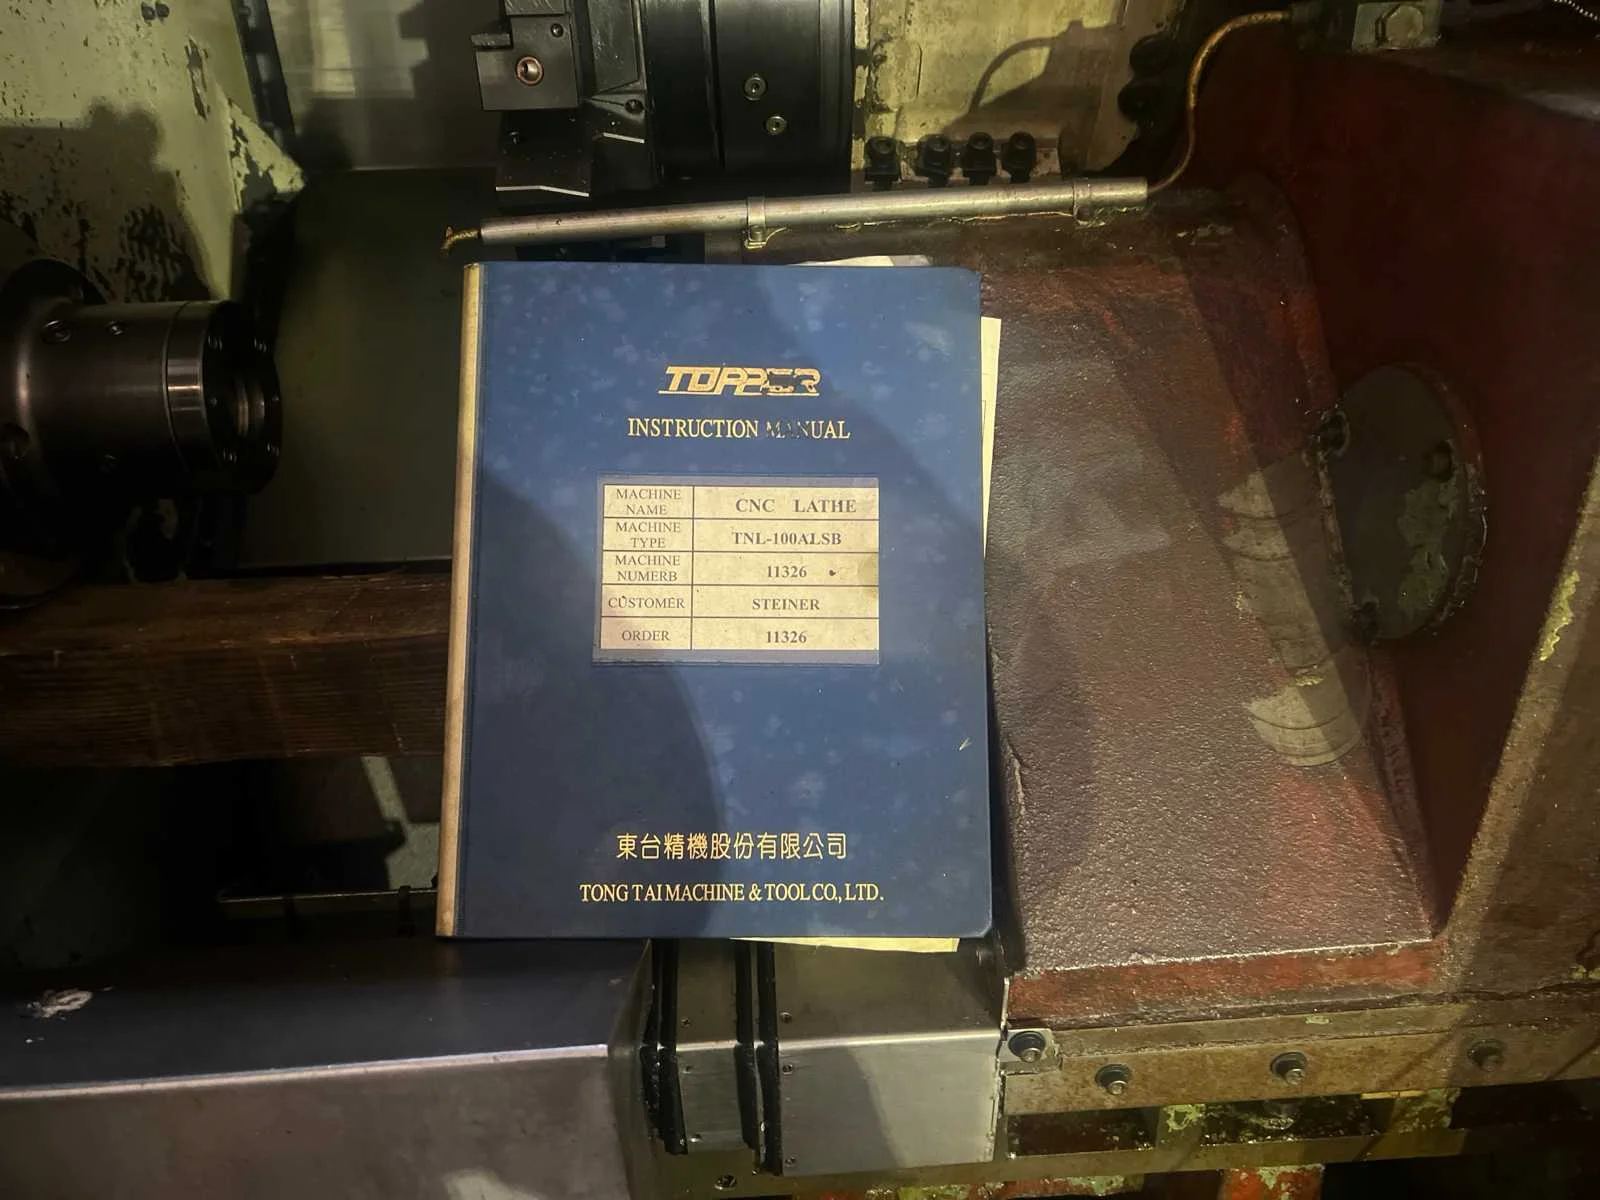 TOPPER
INSTRUCTION MANUAL
MACHINE NAME CNC LATHE
MACHINE TYPE TNL-100ALSB
MACHINE NUMERB 11326
CUSTOMER STEINER
ORDER 11326
東台精機股份有限公司
TONG TAI MACHINE & TOOL CO., LTD.